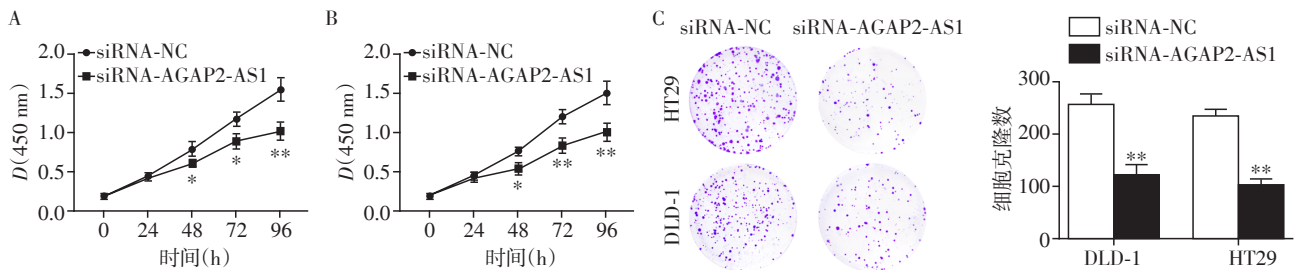 A
D(450 nm)
2.0
1.5
1.0
0.5
0.0
siRNA-NC
siRNA-AGAP2-AS1
*
*
**
0 24 48 72 96
时间(h)
B
D(450 nm)
2.0
1.5
1.0
0.5
0.0
siRNA-NC
siRNA-AGAP2-AS1
*
**
**
0 24 48 72 96
时间(h)
C
siRNA-NC siRNA-AGAP2-AS1
HT29
DLD-1
siRNA-NC
siRNA-AGAP2-AS1
细胞克隆数
300
200
100
0
**
**
DLD-1 HT29